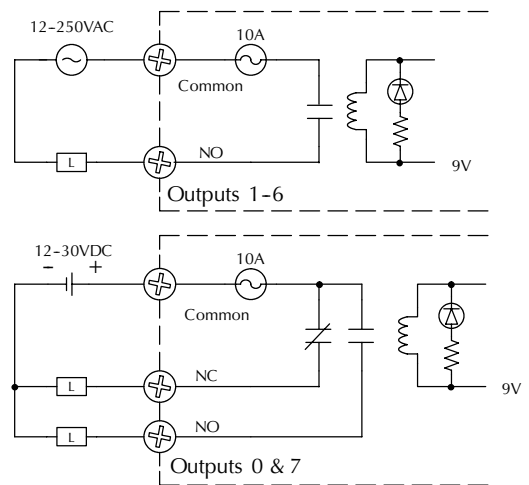 12-250VAC
10A
Common
L
NO
9V
Outputs 1-6
12-30VDC
- +
10A
Common
L
NC
9V
L
NO
Outputs 0 & 7